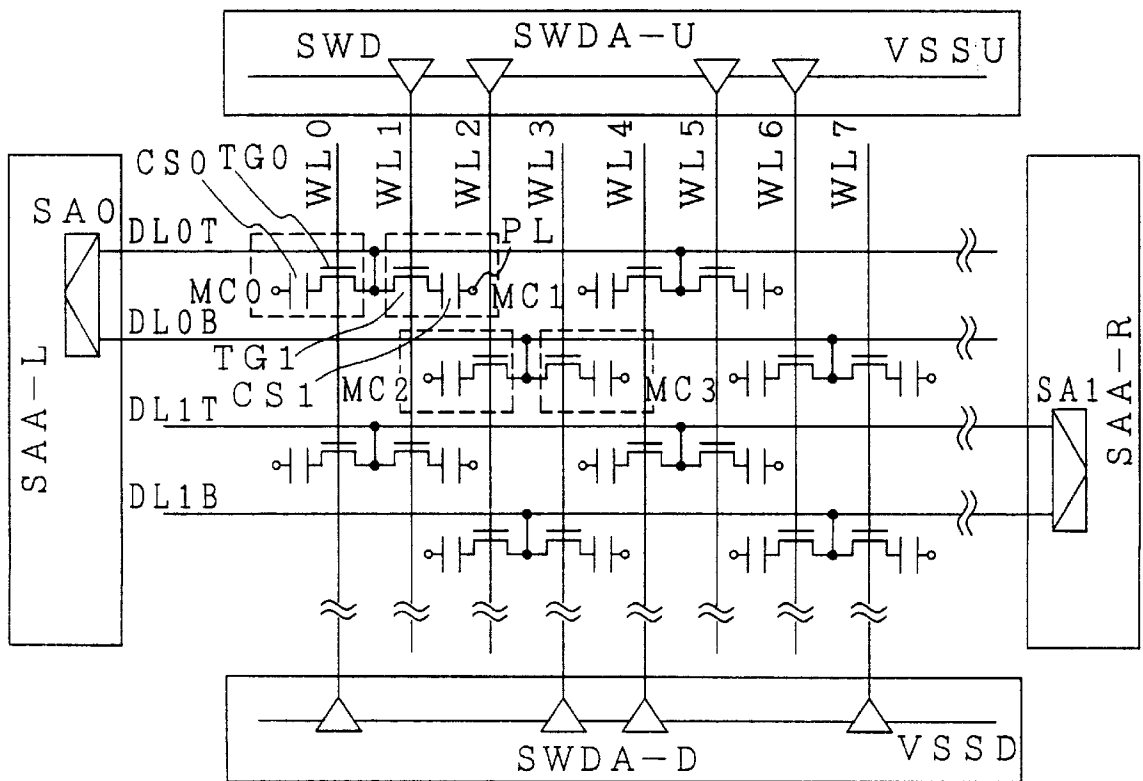 SWD
SWDA-U
VSSU
WL0
WL1
WL2
WL3
WL4
WL5
WL6
WL7
CS0
TG0
SA0
DL0T
PL
MC0
MC1
DL0B
TG1
CS1
MC2
MC3
SA1
DL1T
DL1B
SAA-L
SAA-R
SWDA-D
VSSD